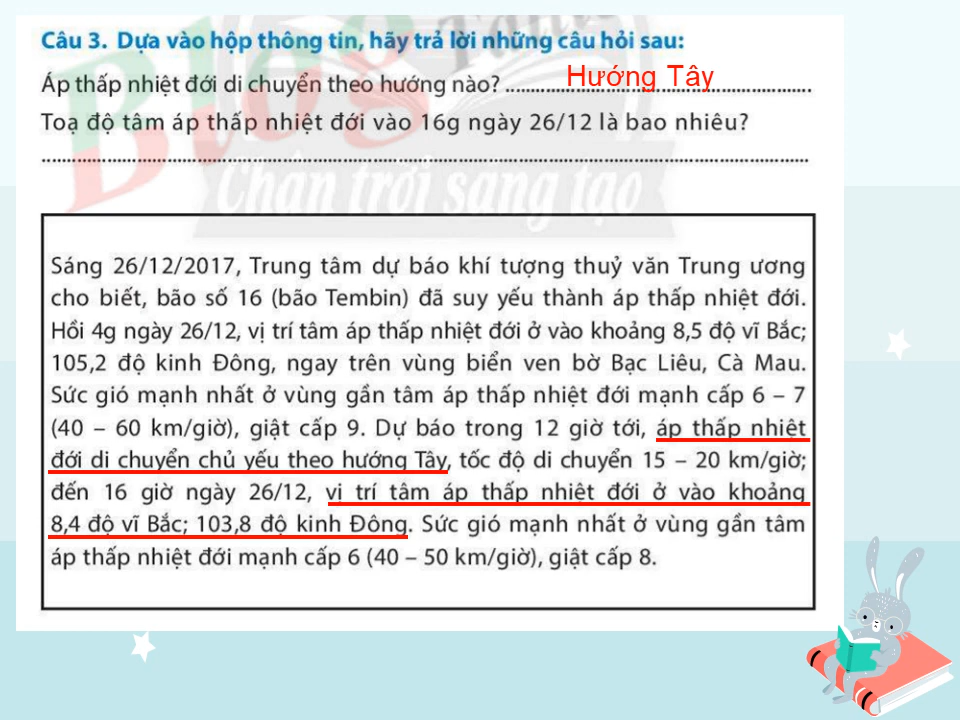 Câu 3. Dựa vào hộp thông tin, hãy trả lời những câu hỏi sau:
Áp thấp nhiệt đới di chuyển theo hướng nào? Hướng Tây
Toạ độ tâm áp thấp nhiệt đới vào 16g ngày 26/12 là bao nhiêu?
Blog Tài
Chân trời sáng tạo
Sáng 26/12/2017, Trung tâm dự báo khí tượng thuỷ văn Trung ương
cho biết, bão số 16 (bão Tembin) đã suy yếu thành áp thấp nhiệt đới.
Hồi 4g ngày 26/12, vị trí tâm áp thấp nhiệt đới ở vào khoảng 8,5 độ vĩ Bắc;
105,2 độ kinh Đông, ngay trên vùng biển ven bờ Bạc Liêu, Cà Mau.
Sức gió mạnh nhất ở vùng gần tâm áp thấp nhiệt đới mạnh cấp 6 – 7
(40 – 60 km/giờ), giật cấp 9. Dự báo trong 12 giờ tới, áp thấp nhiệt
đới di chuyển chủ yếu theo hướng Tây, tốc độ di chuyển 15 – 20 km/giờ;
đến 16 giờ ngày 26/12, vị trí tâm áp thấp nhiệt đới ở vào khoảng
8,4 độ vĩ Bắc; 103,8 độ kinh Đông. Sức gió mạnh nhất ở vùng gần tâm
áp thấp nhiệt đới mạnh cấp 6 (40 – 50 km/giờ), giật cấp 8.